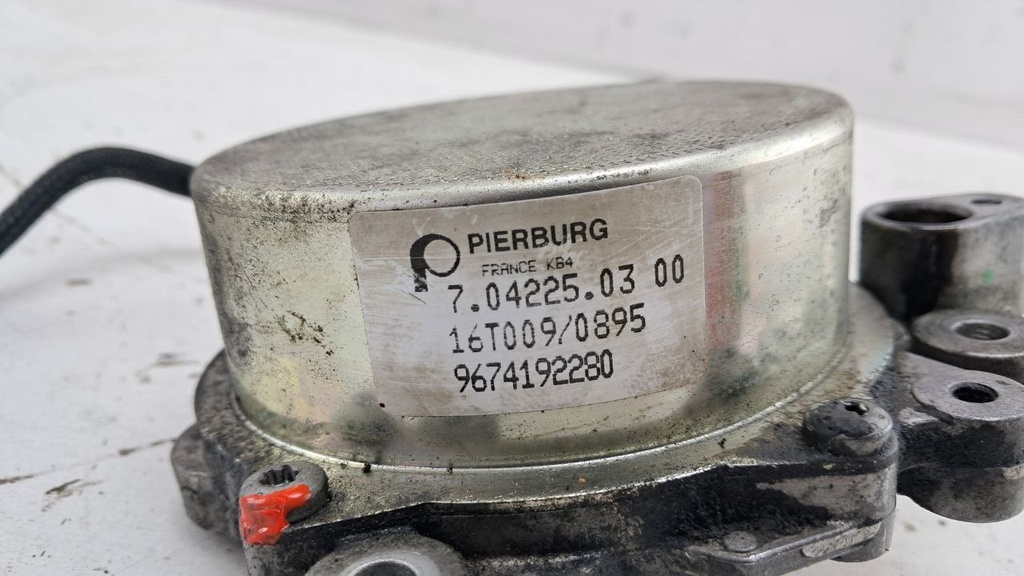 PIERBURG
FRANCE KB4
7.04225.03 00
16T009/0895
9674192280